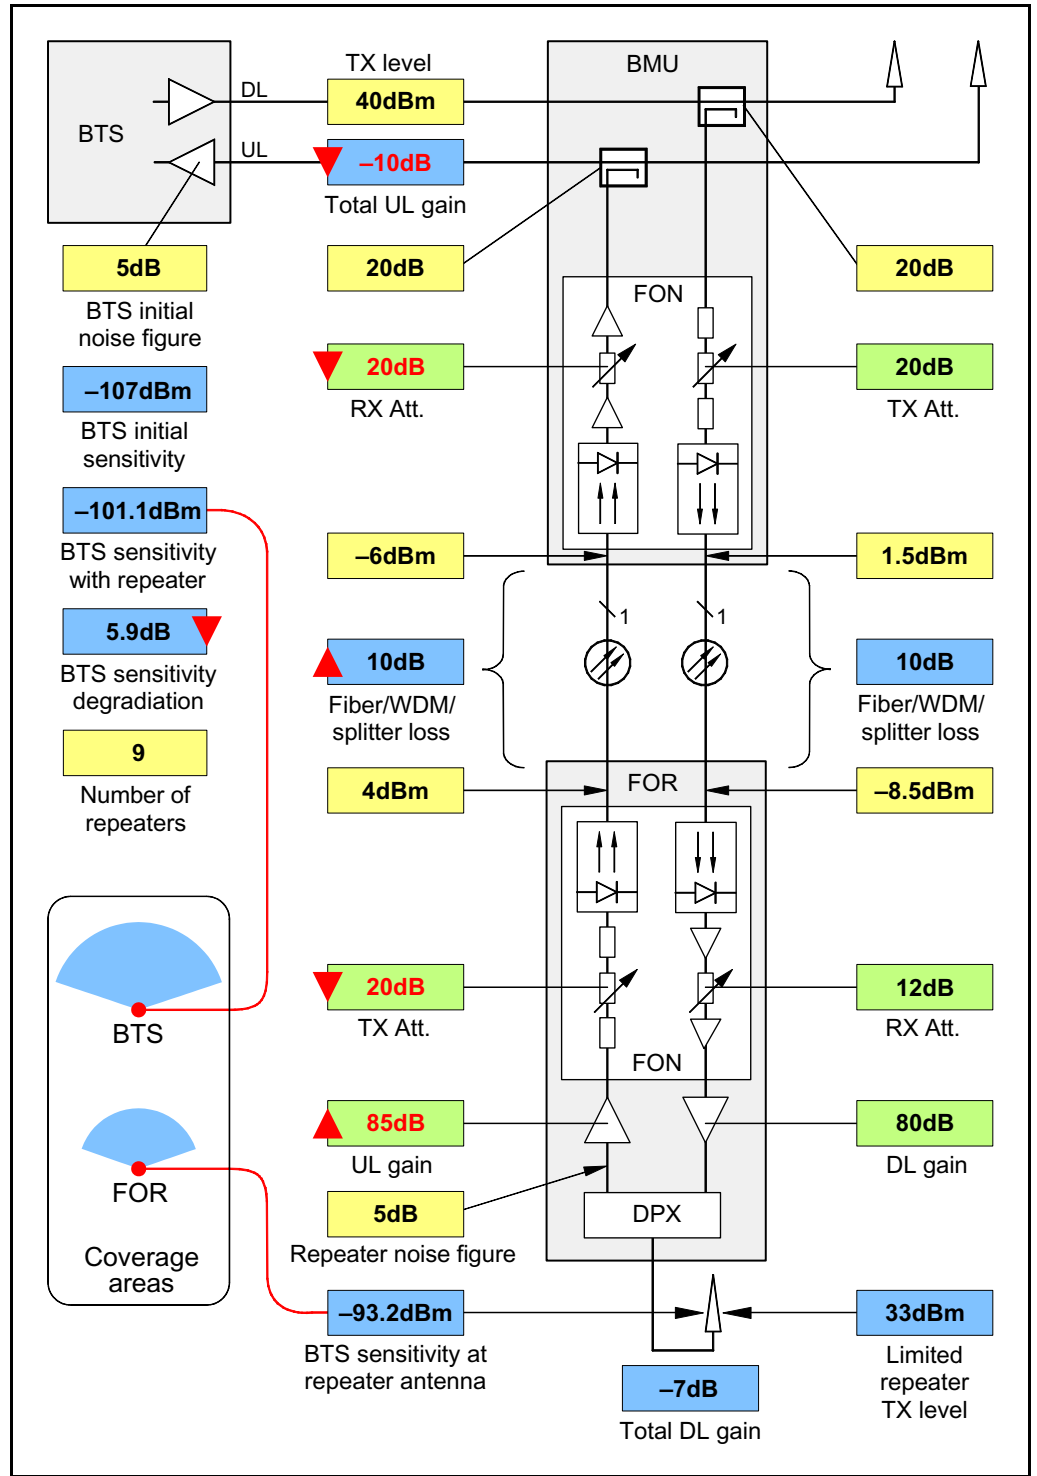 TX level
BMU
DL
40dBm
BTS
UL
–10dB
Total UL gain
5dB
20dB
20dB
BTS initial
noise figure
FON
–107dBm
20dB
20dB
RX Att.
TX Att.
BTS initial
sensitivity
–101.1dBm
BTS sensitivity
with repeater
–6dBm
1.5dBm
5.9dB
1
1
BTS sensitivity
degradation
10dB
10dB
Fiber/WDM/
splitter loss
Fiber/WDM/
splitter loss
9
Number of
repeaters
4dBm
FOR
–8.5dBm
20dB
12dB
TX Att.
RX Att.
BTS
FON
85dB
80dB
UL gain
DL gain
FOR
5dB
DPX
Repeater noise figure
Coverage
areas
–93.2dBm
33dBm
BTS sensitivity at
repeater antenna
Limited
repeater
TX level
–7dB
Total DL gain